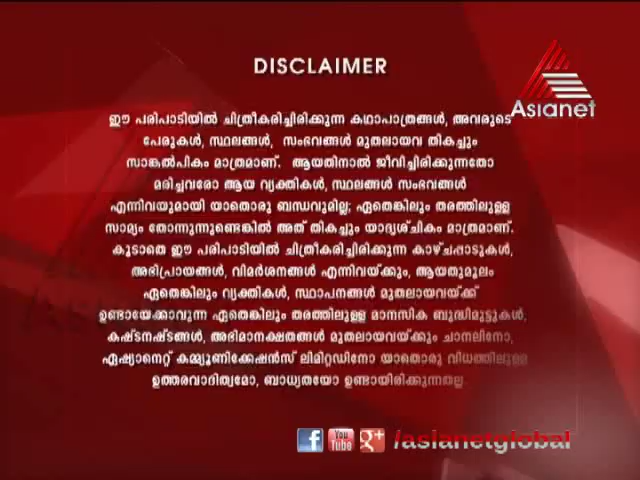 DISCLAIMER
Asianet
ഈ പരിപാടിയിൽ ചിത്രീകരിച്ചിരിക്കുന്ന കഥാപാത്രങ്ങൾ, അവരുടെ
പേരുകൾ, സ്ഥലങ്ങൾ, സംഭവങ്ങൾ മുതലായവ തികച്ചും
സാങ്കൽപികം മാത്രമാണ്. ആയതിനാൽ ജീവിച്ചിരിക്കുന്നതോ
മരിച്ചവരോ ആയ വ്യക്തികൾ, സ്ഥലങ്ങൾ സംഭവങ്ങൾ
എന്നിവയുമായി യാതൊരു ബന്ധവുമില്ല; ഏതെങ്കിലും തരത്തിലുള്ള
സാമ്യം തോന്നുന്നുണ്ടെങ്കിൽ അത് തികച്ചും യാദൃശ്ചികം മാത്രമാണ്.
കൂടാതെ ഈ പരിപാടിയിൽ ചിത്രീകരിച്ചിരിക്കുന്ന കാഴ്ചപ്പാടുകൾ,
അഭിപ്രായങ്ങൾ, വിമർശനങ്ങൾ എന്നിവയ്ക്കും, ആയതുമൂലം
ഏതെങ്കിലും വ്യക്തികൾ, സ്ഥാപനങ്ങൾ മുതലായവയ്ക്ക്
ഉണ്ടായേക്കാവുന്ന ഏതെങ്കിലും തരത്തിലുള്ള മാനസിക ബുദ്ധിമുട്ടുകൾ,
കഷ്ടനഷ്ടങ്ങൾ, അഭിമാനക്ഷതങ്ങൾ മുതലായവയ്ക്കും ചാനലിനോ,
ഏഷ്യാനെറ്റ് കമ്മ്യൂണിക്കേഷൻസ് ലിമിറ്റഡിനോ യാതൊരു വിധത്തിലുള്ള
ഉത്തരവാദിത്വമോ, ബാധ്യതയോ ഉണ്ടായിരിക്കുന്നതല്ല
f You Tube g+ /asianetglobal